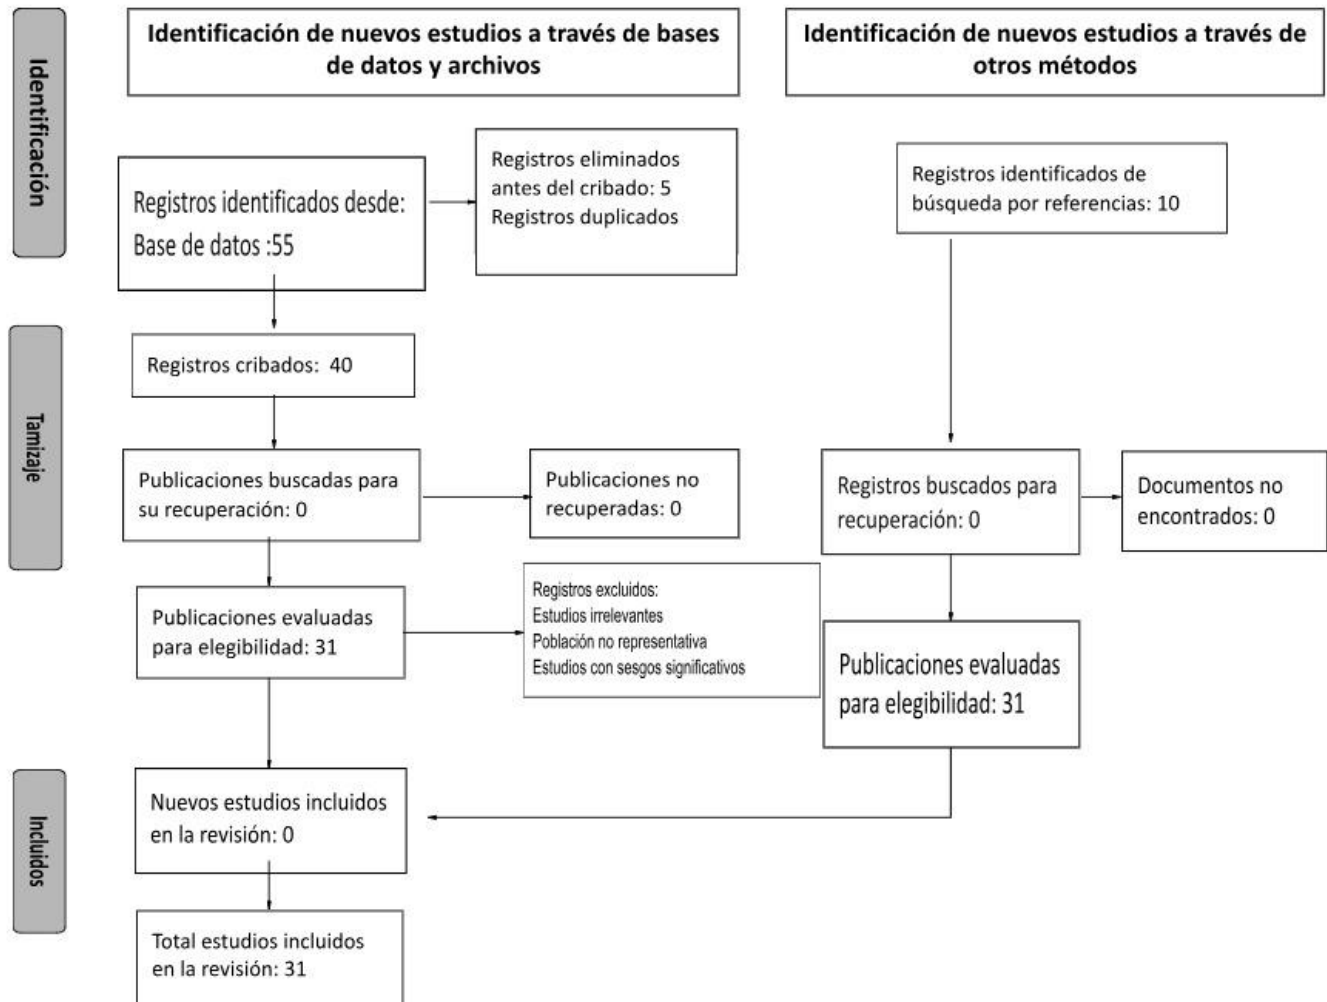 Identificación
Identificación de nuevos estudios a través de bases
de datos y archivos
Identificación de nuevos estudios a través de
otros métodos
Registros identificados desde:
Base de datos :55
Registros eliminados
antes del cribado: 5
Registros duplicados
Registros identificados de
búsqueda por referencias: 10
Tamizaje
Registros cribados: 40
Publicaciones buscadas para
su recuperación: 0
Publicaciones no
recuperadas: 0
Registros buscados para
recuperación: 0
Documentos no
encontrados: 0
Publicaciones evaluadas
para elegibilidad: 31
Registros excluidos:
Estudios irrelevantes
Población no representativa
Estudios con sesgos significativos
Publicaciones evaluadas
para elegibilidad: 31
Incluidos
Nuevos estudios incluidos
en la revisión: 0
Total estudios incluidos
en la revisión: 31